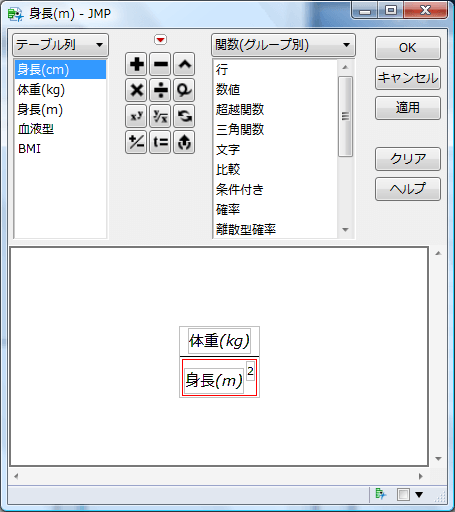 身長(m) - JMP
テーブル列
関数(グループ別)
OK
キャンセル
適用
クリア
ヘルプ
身長(cm)
体重(kg)
身長(m)
血液型
BMI
xʸ
ʸ√x
t=
行
数値
超越関数
三角関数
文字
比較
条件付き
確率
離散型確率
体重(kg)
身長(m)²